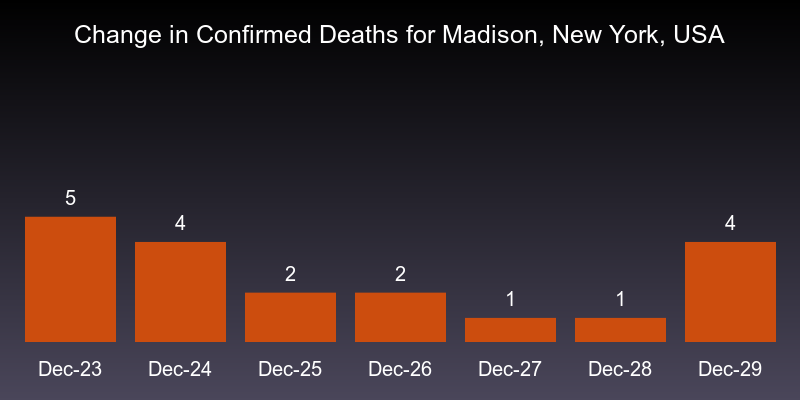 Change in Confirmed Deaths for Madison, New York, USA
5
4
2
2
1
1
4
Dec-23
Dec-24
Dec-25
Dec-26
Dec-27
Dec-28
Dec-29